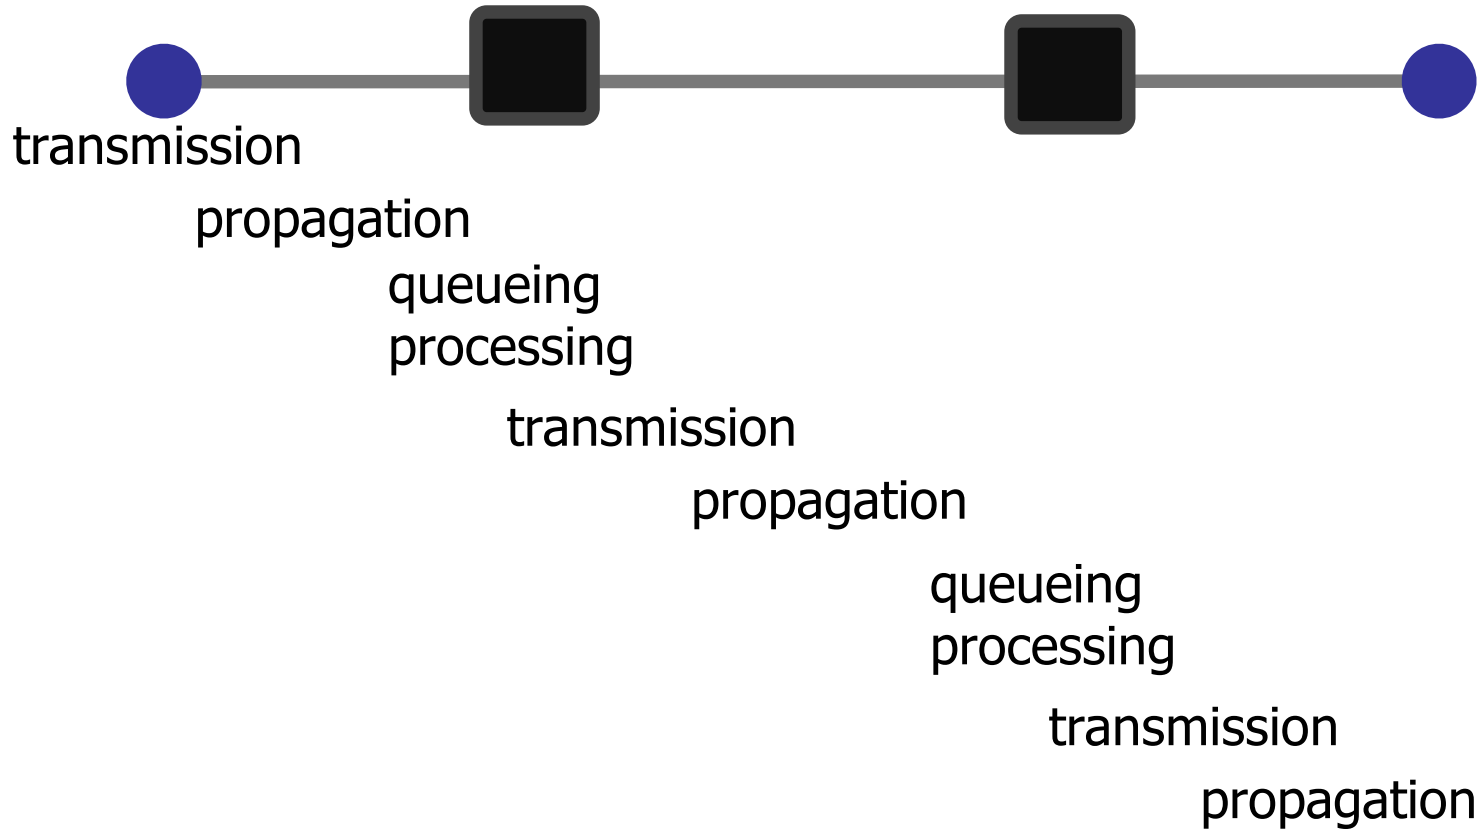 transmission
propagation
queueing
processing
transmission
propagation
queueing
processing
transmission
propagation